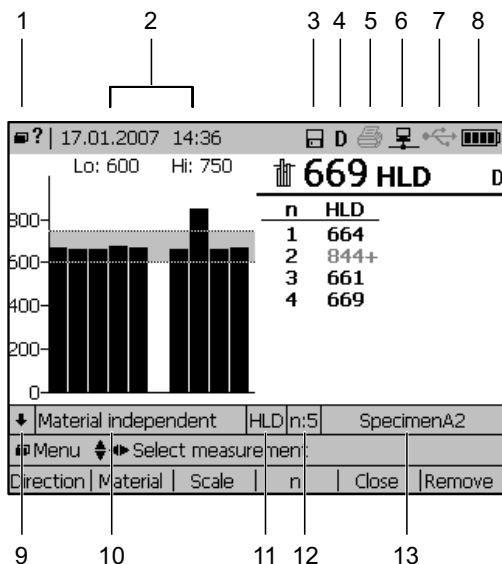 1 2 3 4 5 6 7 8
? | 17.01.2007 14:36 D
Lo: 600 Hi: 750 669 HLD D
n HLD
1 664
2 844+
3 661
4 669
800
600
400
200
0
Material independent HLD n:5 SpecimenA2
Menu Select measurement
Direction | Material | Scale | n | Close | Remove
9 10 11 12 13